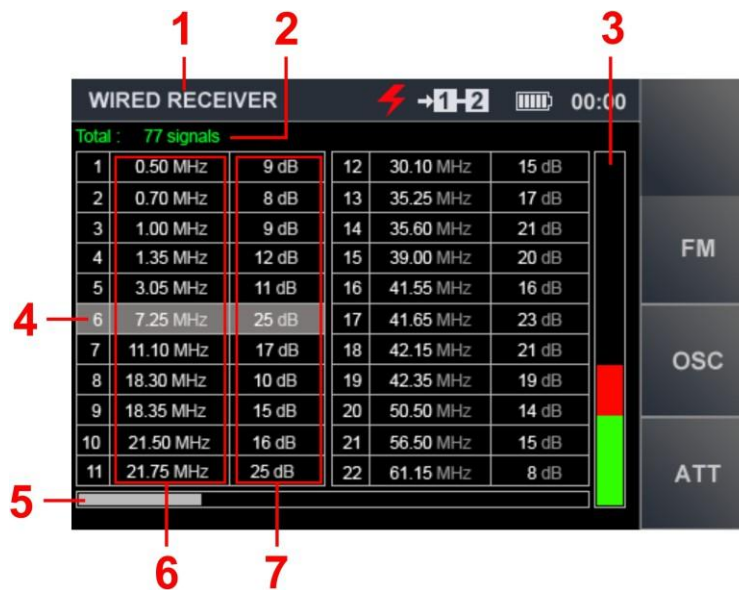 1 2 3
WIRED RECEIVER 1 2 00:00
Total : 77 signals
1 0.50 MHz 9 dB 12 30.10 MHz 15 dB
2 0.70 MHz 8 dB 13 35.25 MHz 17 dB
3 1.00 MHz 9 dB 14 35.60 MHz 21 dB
FM
4 1.35 MHz 12 dB 15 39.00 MHz 20 dB
5 3.05 MHz 11 dB 16 41.55 MHz 16 dB
4 6 7.25 MHz 25 dB 17 41.65 MHz 23 dB
7 11.10 MHz 17 dB 18 42.15 MHz 21 dB
OSC
8 18.30 MHz 10 dB 19 42.35 MHz 19 dB
9 18.35 MHz 15 dB 20 50.50 MHz 14 dB
10 21.50 MHz 16 dB 21 56.50 MHz 15 dB
11 21.75 MHz 25 dB 22 61.15 MHz 8 dB
ATT
5
6 7